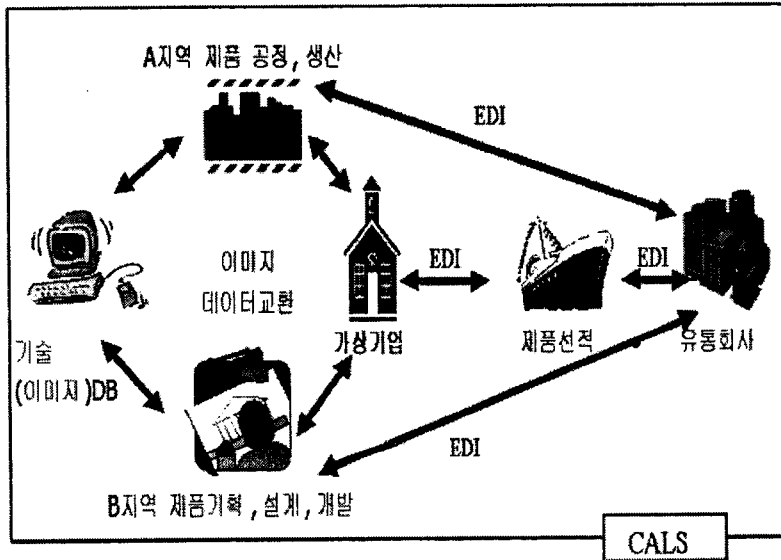 A지역 제품 공정, 생산
EDI
이미지
데이터교환
EDI
EDI
가상기업
제품선적
유통회사
기술
(이미지)DB
EDI
B지역 제품기획, 설계, 개발
CALS